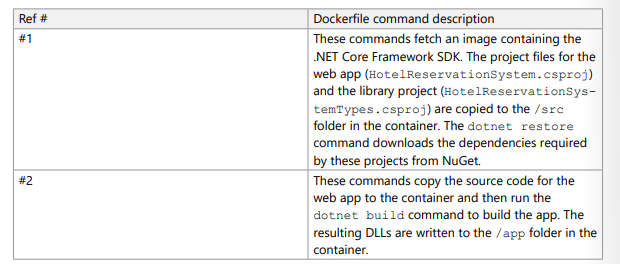 Ref #
Dockerfile command description
#1
These commands fetch an image containing the
.NET Core Framework SDK. The project files for the
web app (HotelReservationSystem.csproj)
and the library project (HotelReservationSys-
temTypes.csproj) are copied to the /src
folder in the container. The dotnet restore
command downloads the dependencies required
by these projects from NuGet.
#2
These commands copy the source code for the
web app to the container and then run the
dotnet build command to build the app. The
resulting DLLs are written to the /app folder in the
container.